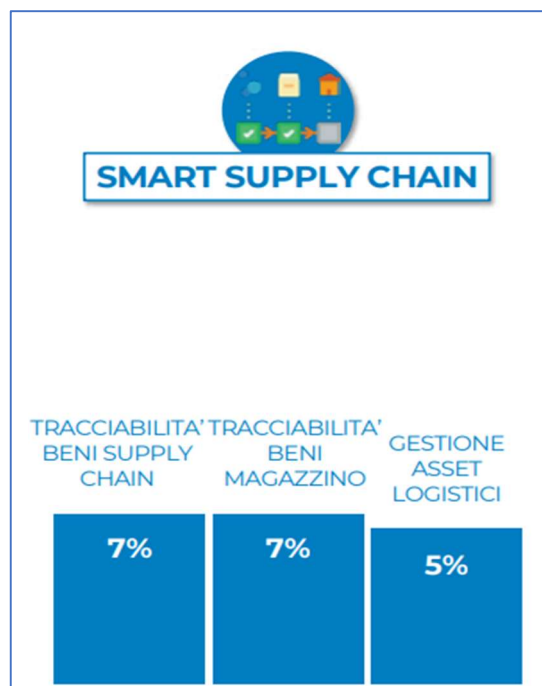 SMART SUPPLY CHAIN
TRACCIABILITA'
BENI SUPPLY
CHAIN
TRACCIABILITA'
BENI
MAGAZZINO
GESTIONE
ASSET
LOGISTICI
7%
7%
5%